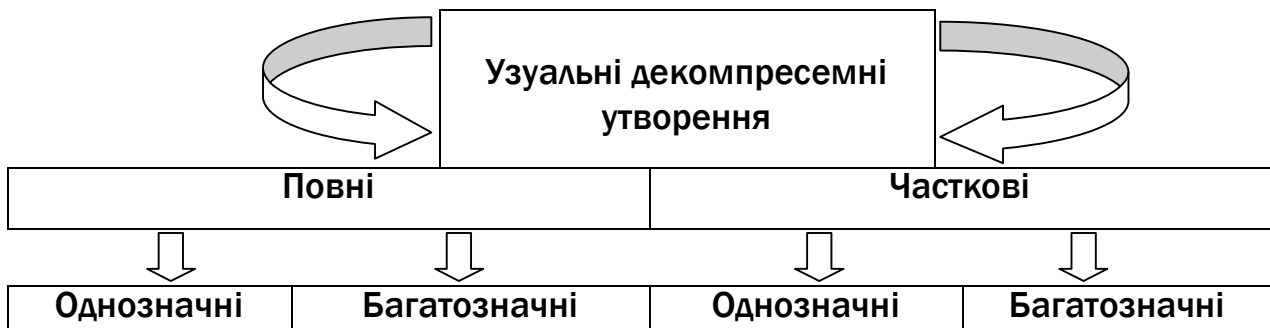 Узуальні декомпресемні
утворення
Повні Часткові
Однозначні Багатозначні Однозначні Багатозначні